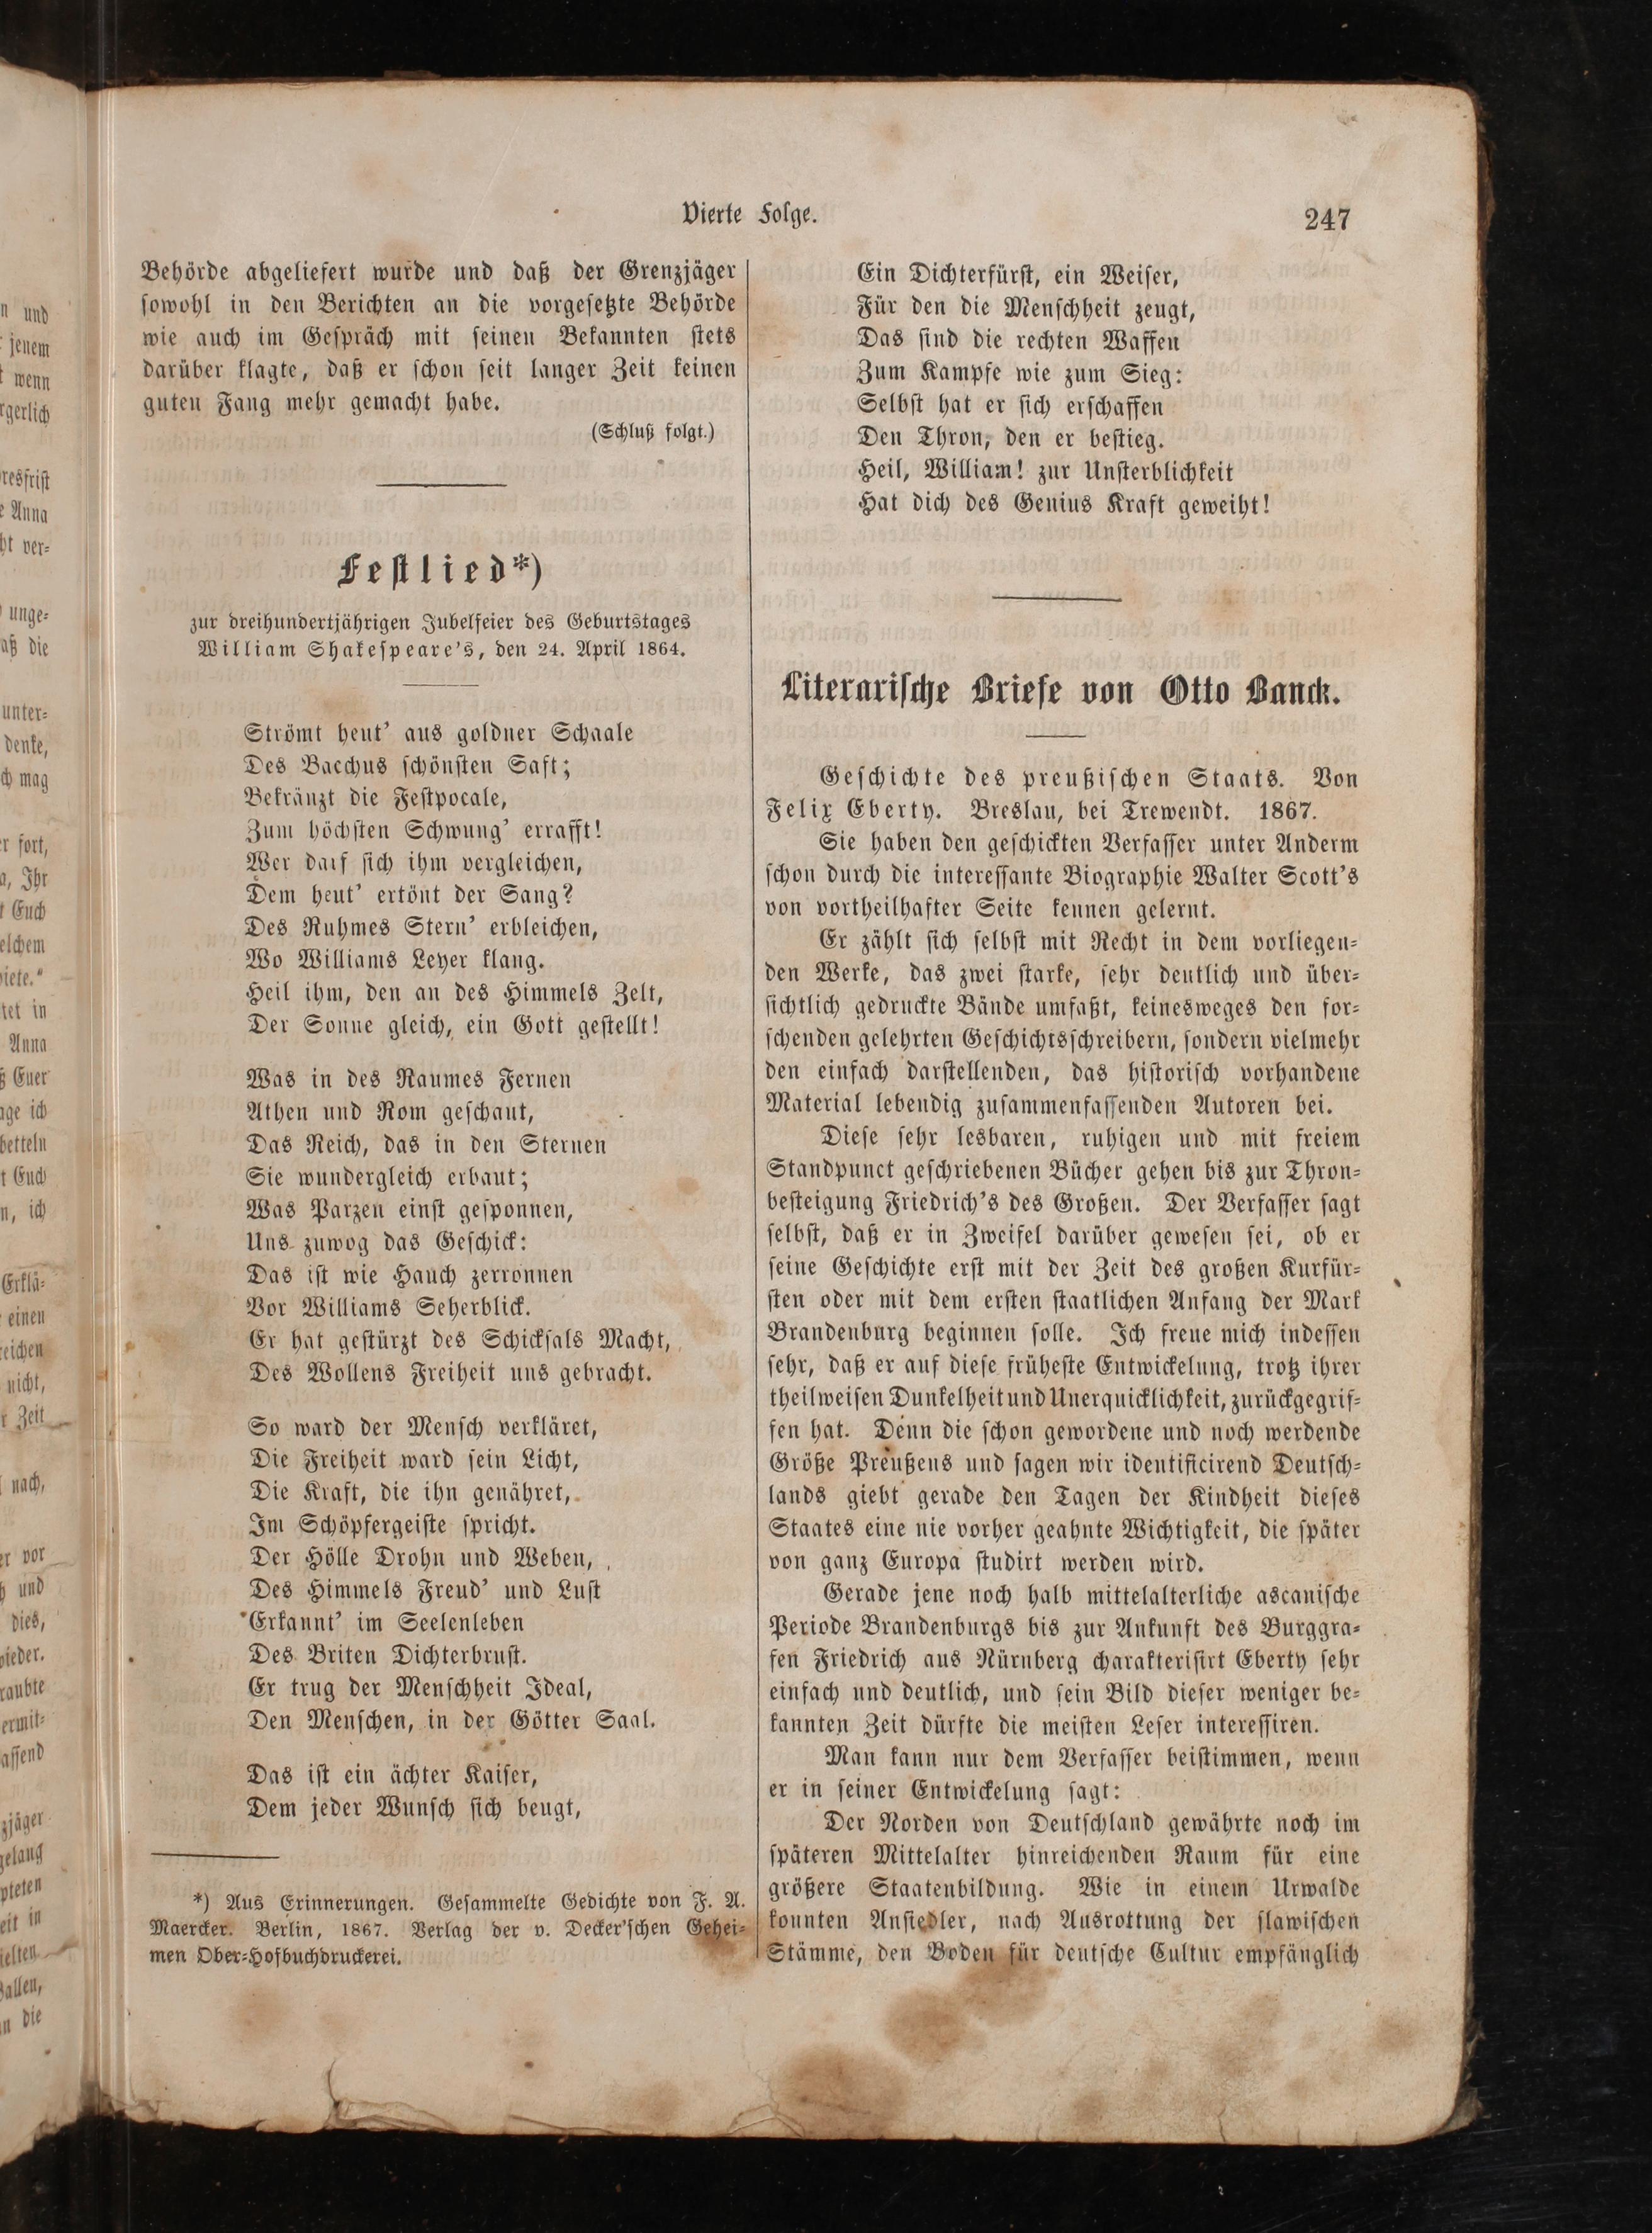 Vierte Folge.
247
Behörde abgeliefert wurde und daß der Grenzjäger
ſowohl in den Berichten an die vorgeſetzte Behörde
wie auch im Geſpräch mit ſeinen Bekannten ſtets
darüber klagte, daß er ſchon ſeit langer Zeit keinen
guten Fang mehr gemacht habe.
(Schluß folgt.)
Feſtlied*)
zur dreihundertjährigen Jubelfeier des Geburtstages
William Shakeſpeare's, den 24. April 1864.
Strömt heut' aus goldner Schaale
Des Bacchus ſchönſten Saft;
Bekränzt die Feſtpocale,
Zum höchſten Schwung' errafft!
Wer darf ſich ihm vergleichen,
Dem heut' ertönt der Sang?
Des Ruhmes Stern' erbleichen,
Wo Williams Leyer klang.
Heil ihm, den an des Himmels Zelt,
Der Sonne gleich, ein Gott geſtellt!
Was in des Raumes Fernen
Athen und Rom geſchaut,
Das Reich, das in den Sternen
Sie wundergleich erbaut;
Was Parzen einſt geſponnen,
Uns zuwog das Geſchick:
Das iſt wie Hauch zerronnen
Vor Williams Seherblick.
Er hat geſtürzt des Schickſals Macht,
Des Wollens Freiheit uns gebracht.
So ward der Menſch verkläret,
Die Freiheit ward ſein Licht,
Die Kraft, die ihn genähret,
Im Schöpfergeiſte ſpricht.
Der Hölle Drohn und Weben,
Des Himmels Freud' und Luſt
Erkannt' im Seelenleben
Des Briten Dichterbruſt.
Er trug der Menſchheit Ideal,
Den Menſchen, in der Götter Saal.
Das iſt ein ächter Kaiſer,
Dem jeder Wunſch ſich beugt,
*) Aus Erinnerungen. Geſammelte Gedichte von F. A.
Maercker. Berlin, 1867. Verlag der v. Decker'ſchen Gehei-
men Ober-Hofbuchdruckerei.
Ein Dichterfürſt, ein Weiſer,
Für den die Menſchheit zeugt,
Das ſind die rechten Waffen
Zum Kampfe wie zum Sieg:
Selbſt hat er ſich erſchaffen
Den Thron, den er beſtieg.
Heil, William! zur Unſterblichkeit
Hat dich des Genius Kraft geweiht!
Literariſche Briefe von Otto Banck.
Geſchichte des preußiſchen Staats. Von
Felix Eberty. Breslau, bei Trewendt. 1867.
Sie haben den geſchickten Verfaſſer unter Anderm
ſchon durch die intereſſante Biographie Walter Scott's
von vortheilhafter Seite kennen gelernt.
Er zählt ſich ſelbſt mit Recht in dem vorliegen-
den Werke, das zwei ſtarke, ſehr deutlich und über-
ſichtlich gedruckte Bände umfaßt, keinesweges den for-
ſchenden gelehrten Geſchichtsſchreibern, ſondern vielmehr
den einfach darſtellenden, das hiſtoriſch vorhandene
Material lebendig zuſammenfaſſenden Autoren bei.
Dieſe ſehr lesbaren, ruhigen und mit freiem
Standpunct geſchriebenen Bücher gehen bis zur Thron-
beſteigung Friedrich's des Großen. Der Verfaſſer ſagt
ſelbſt, daß er in Zweifel darüber geweſen ſei, ob er
ſeine Geſchichte erſt mit der Zeit des großen Kurfür-
ſten oder mit dem erſten ſtaatlichen Anfang der Mark
Brandenburg beginnen ſolle. Ich freue mich indeſſen
ſehr, daß er auf dieſe früheſte Entwickelung, trotz ihrer
theilweiſen Dunkelheit und Unerquicklichkeit, zurückgegrif-
fen hat. Denn die ſchon gewordene und noch werdende
Größe Preußens und ſagen wir identificirend Deutſch-
lands giebt gerade den Tagen der Kindheit dieſes
Staates eine nie vorher geahnte Wichtigkeit, die ſpäter
von ganz Europa ſtudirt werden wird.
Gerade jene noch halb mittelalterliche ascaniſche
Periode Brandenburgs bis zur Ankunft des Burggra-
fen Friedrich aus Nürnberg charakteriſirt Eberty ſehr
einfach und deutlich, und ſein Bild dieſer weniger be-
kannten Zeit dürfte die meiſten Leſer intereſſiren.
Man kann nur dem Verfaſſer beiſtimmen, wenn
er in ſeiner Entwickelung ſagt:
Der Norden von Deutſchland gewährte noch im
ſpäteren Mittelalter hinreichenden Raum für eine
größere Staatenbildung. Wie in einem Urwalde
konnten Anſiedler, nach Ausrottung der ſlawiſchen
Stämme, den Boden für deutſche Cultur empfänglich